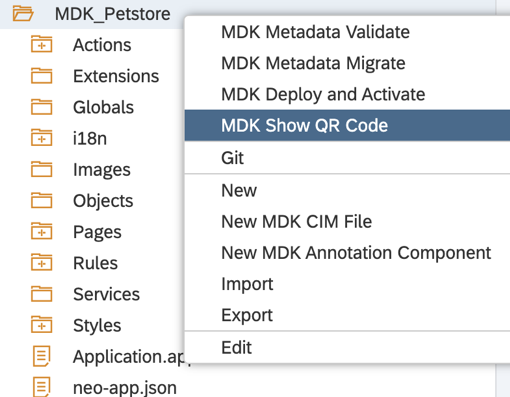 MDK_Petstore
Actions
Extensions
Globals
i18n
Images
Objects
Pages
Rules
Services
Styles
Application.ap
neo-app.json
MDK Metadata Validate
MDK Metadata Migrate
MDK Deploy and Activate
MDK Show QR Code
Git
New
New MDK CIM File
New MDK Annotation Component
Import
Export
Edit